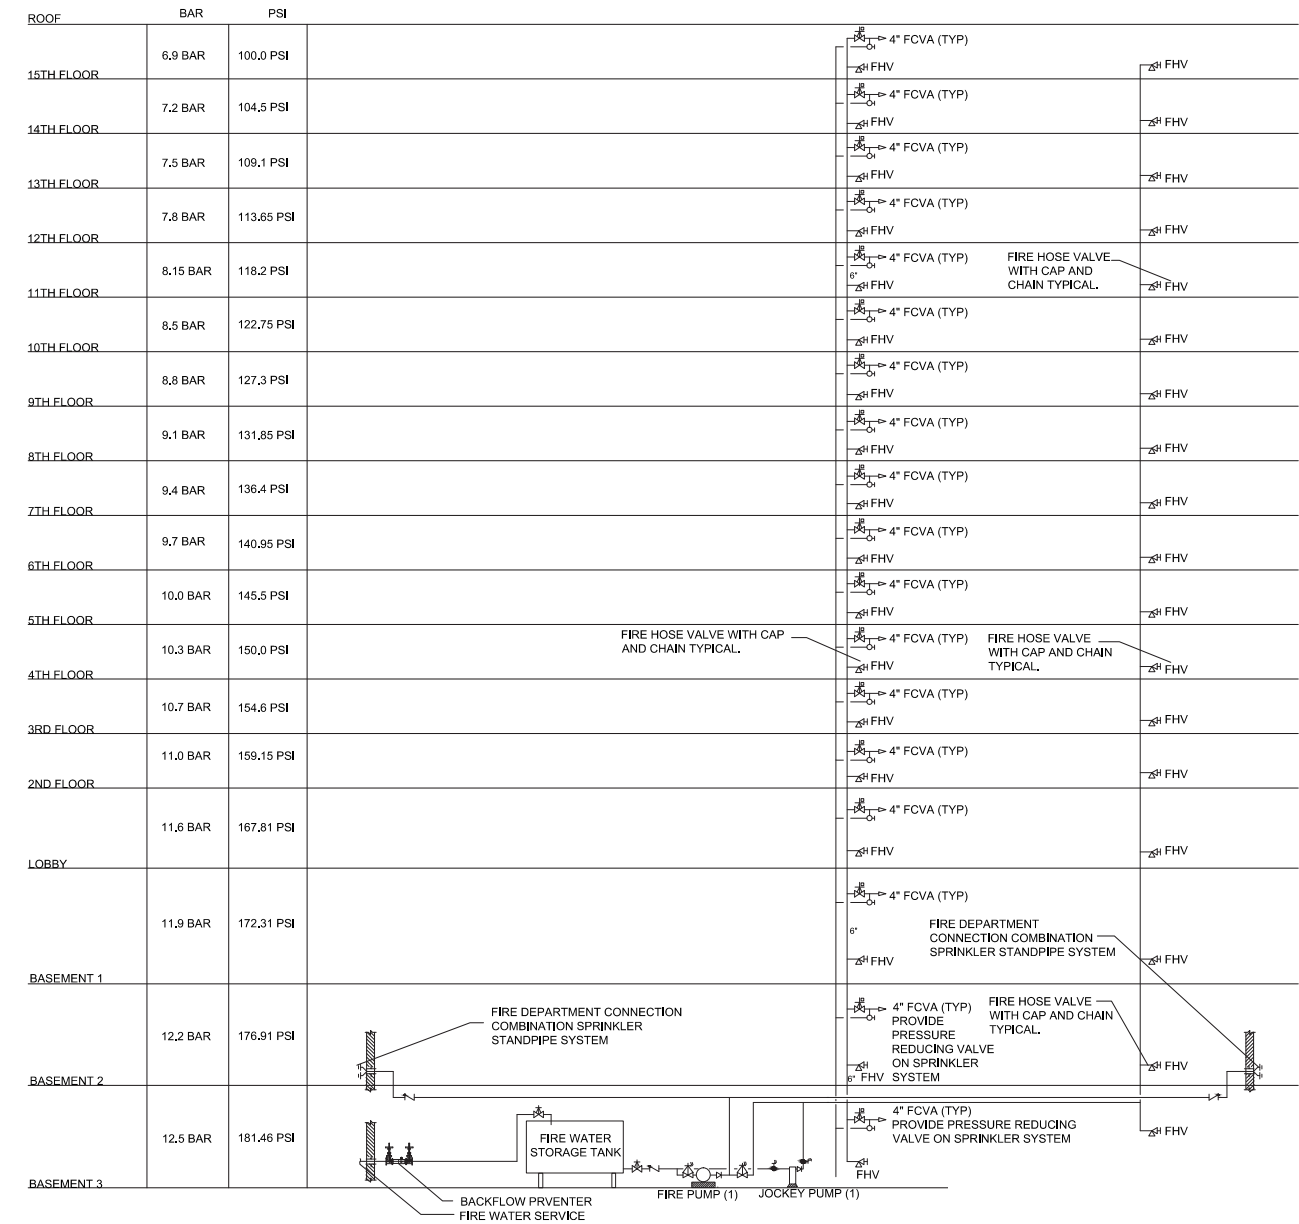 BAR PSI
ROOF
6.9 BAR 100.0 PSI 4" FCVA (TYP)
FHV FHV
15TH FLOOR
7.2 BAR 104.5 PSI 4" FCVA (TYP)
FHV FHV
14TH FLOOR
7.5 BAR 109.1 PSI 4" FCVA (TYP)
FHV FHV
13TH FLOOR
7.8 BAR 113.65 PSI 4" FCVA (TYP)
FHV FHV
12TH FLOOR
8.15 BAR 118.2 PSI 4" FCVA (TYP)
6"
FIRE HOSE VALVE
WITH CAP AND
CHAIN TYPICAL.
FHV FHV
11TH FLOOR
8.5 BAR 122.75 PSI 4" FCVA (TYP)
FHV FHV
10TH FLOOR
8.8 BAR 127.3 PSI 4" FCVA (TYP)
FHV FHV
9TH FLOOR
9.1 BAR 131.85 PSI 4" FCVA (TYP)
FHV FHV
8TH FLOOR
9.4 BAR 136.4 PSI 4" FCVA (TYP)
FHV FHV
7TH FLOOR
9.7 BAR 140.95 PSI 4" FCVA (TYP)
FHV FHV
6TH FLOOR
10.0 BAR 145.5 PSI 4" FCVA (TYP)
FHV FHV
5TH FLOOR
10.3 BAR 150.0 PSI
FIRE HOSE VALVE WITH CAP
AND CHAIN TYPICAL.
4" FCVA (TYP)
FIRE HOSE VALVE
WITH CAP AND CHAIN
TYPICAL.
FHV FHV
4TH FLOOR
10.7 BAR 154.6 PSI 4" FCVA (TYP)
FHV FHV
3RD FLOOR
11.0 BAR 159.15 PSI 4" FCVA (TYP)
FHV FHV
2ND FLOOR
11.6 BAR 167.81 PSI 4" FCVA (TYP)
FHV FHV
LOBBY
11.9 BAR 172.31 PSI 4" FCVA (TYP)
6"
FIRE DEPARTMENT
CONNECTION COMBINATION
SPRINKLER STANDPIPE SYSTEM
FHV FHV
BASEMENT 1
12.2 BAR 176.91 PSI
FIRE DEPARTMENT CONNECTION
COMBINATION SPRINKLER
STANDPIPE SYSTEM
4" FCVA (TYP)
PROVIDE
PRESSURE
REDUCING VALVE
ON SPRINKLER
SYSTEM
FIRE HOSE VALVE
WITH CAP AND CHAIN
TYPICAL.
FHV
6" FHV
BASEMENT 2
12.5 BAR 181.46 PSI
FIRE WATER
STORAGE TANK
4" FCVA (TYP)
PROVIDE PRESSURE REDUCING
VALVE ON SPRINKLER SYSTEM
FHV
FHV
BASEMENT 3
FIRE PUMP (1) JOCKEY PUMP (1)
BACKFLOW PRVENTER
FIRE WATER SERVICE